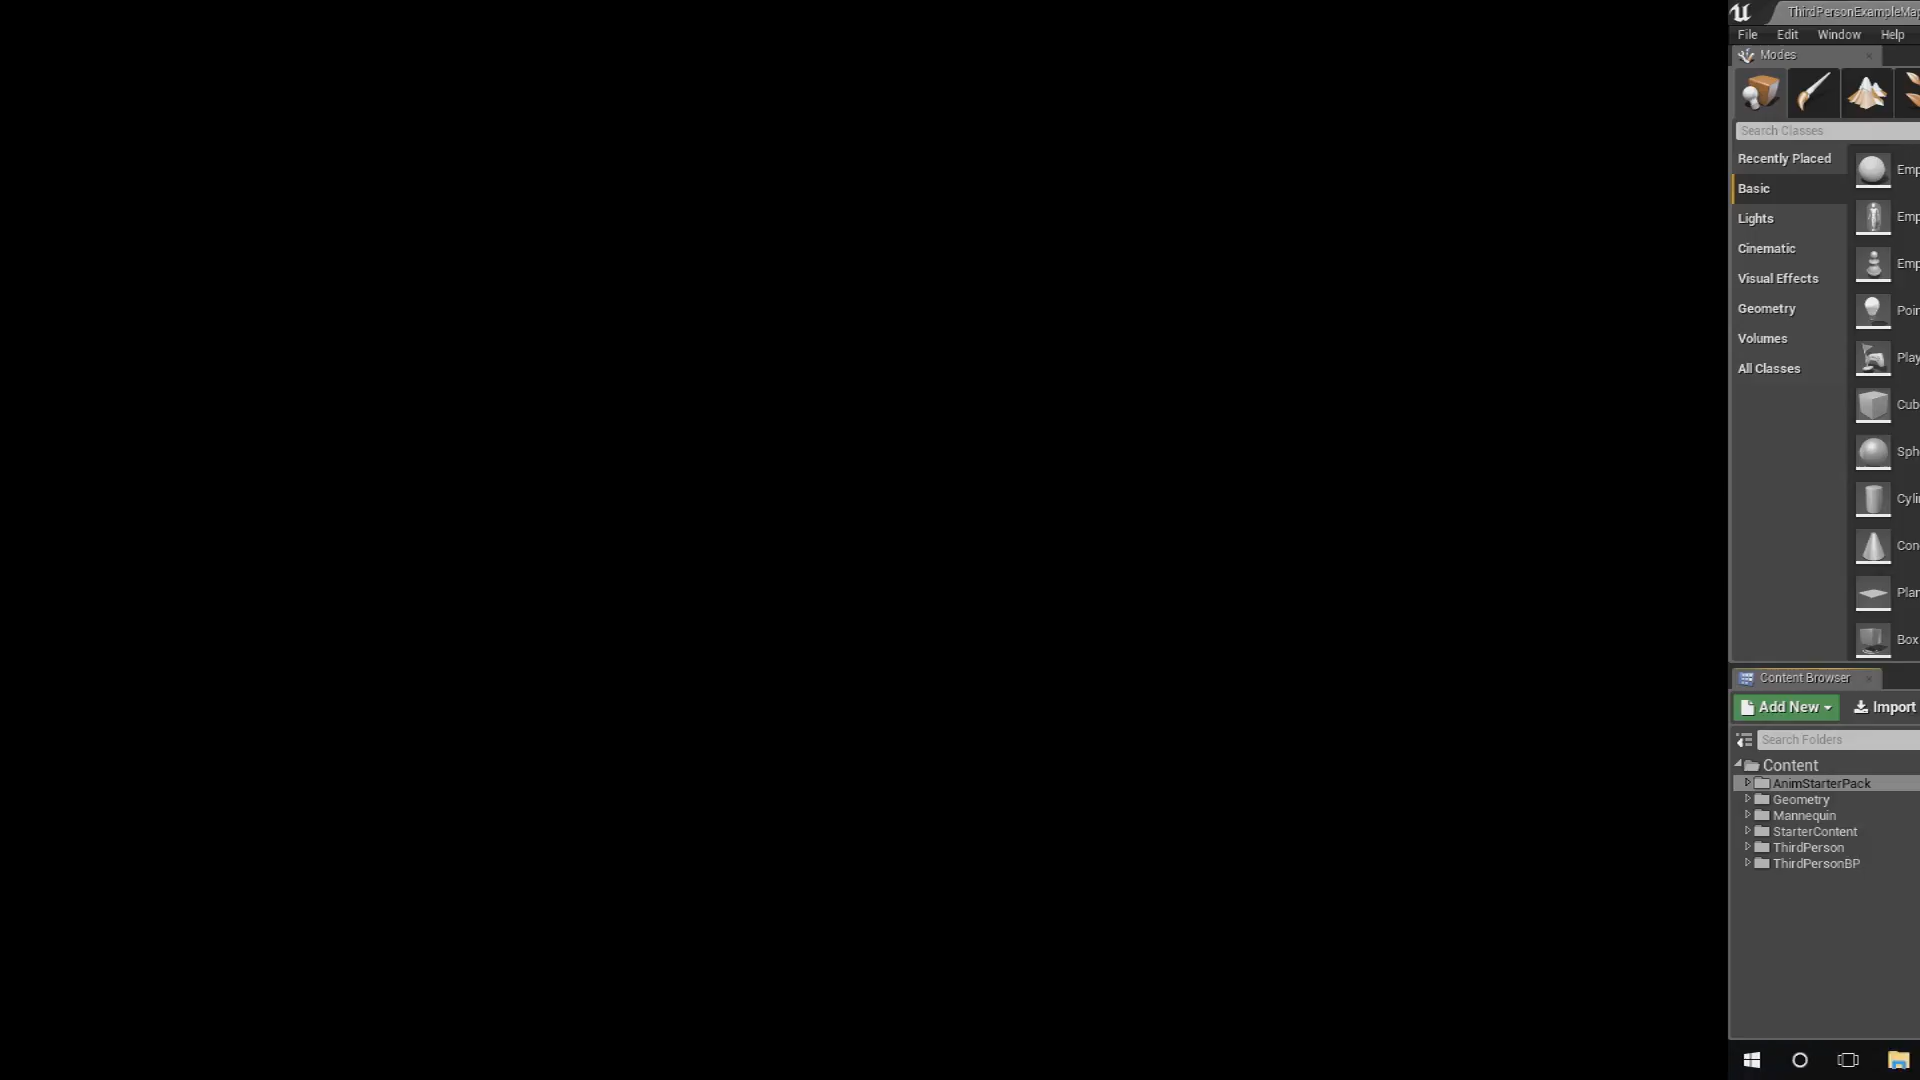 ThirdPersonExampleMap
File Edit Window Help
Modes
Search Classes
Recently Placed
Basic
Lights
Cinematic
Visual Effects
Geometry
Volumes
All Classes
Emp
Emp
Emp
Poin
Play
Cub
Sph
Cyli
Con
Plan
Box
Content Browser
Add New Import
Search Folders
Content
AnimStarterPack
Geometry
Mannequin
StarterContent
ThirdPerson
ThirdPersonBP